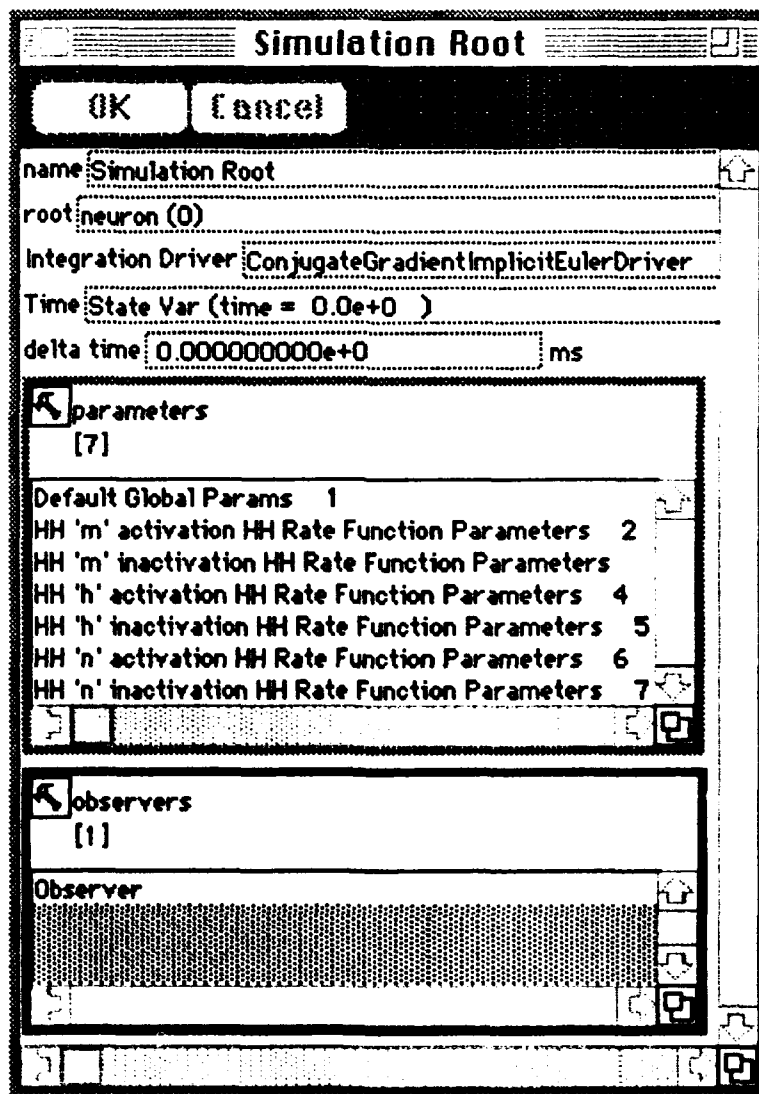 Simulation Root
OK Cancel
name Simulation Root
root neuron (0)
Integration Driver ConjugateGradientImplicitEulerDriver
Time State Var (time = 0.0e+0 )
delta time 0.000000000e+0 ms
parameters
[7]
Default Global Params 1
HH 'm' activation HH Rate Function Parameters 2
HH 'm' inactivation HH Rate Function Parameters
HH 'h' activation HH Rate Function Parameters 4
HH 'h' inactivation HH Rate Function Parameters 5
HH 'n' activation HH Rate Function Parameters 6
HH 'n' inactivation HH Rate Function Parameters 7
observers
[1]
Observer